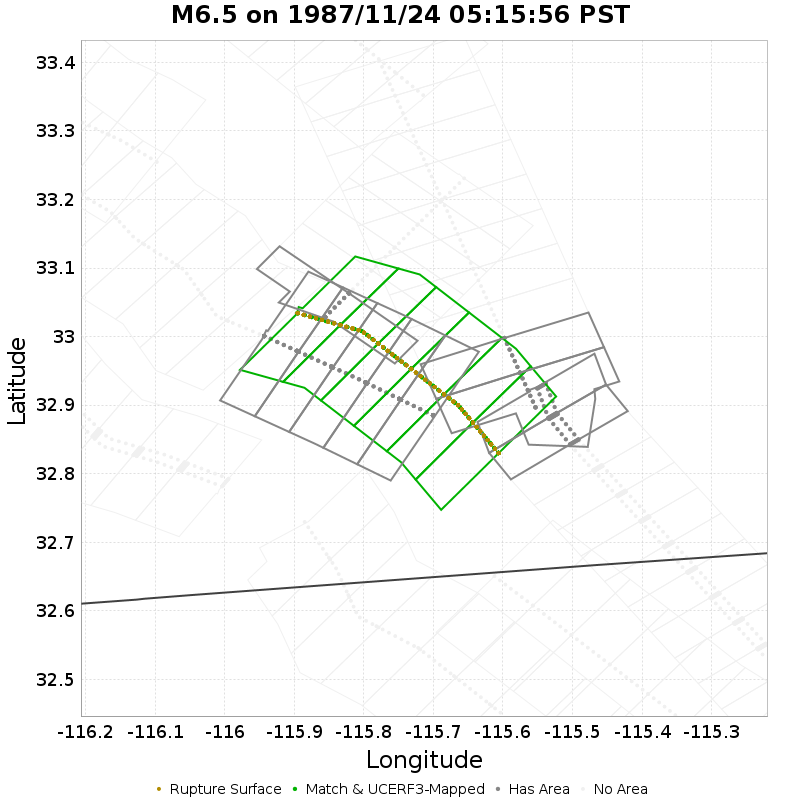 M6.5 on 1987/11/24 05:15:56 PST
33.4
33.3
33.2
33.1
33
32.9
32.8
32.7
32.6
32.5
Latitude
-116.2 -116.1 -116 -115.9 -115.8 -115.7 -115.6 -115.5 -115.4 -115.3
Longitude
Rupture Surface Match & UCERF3-Mapped Has Area No Area